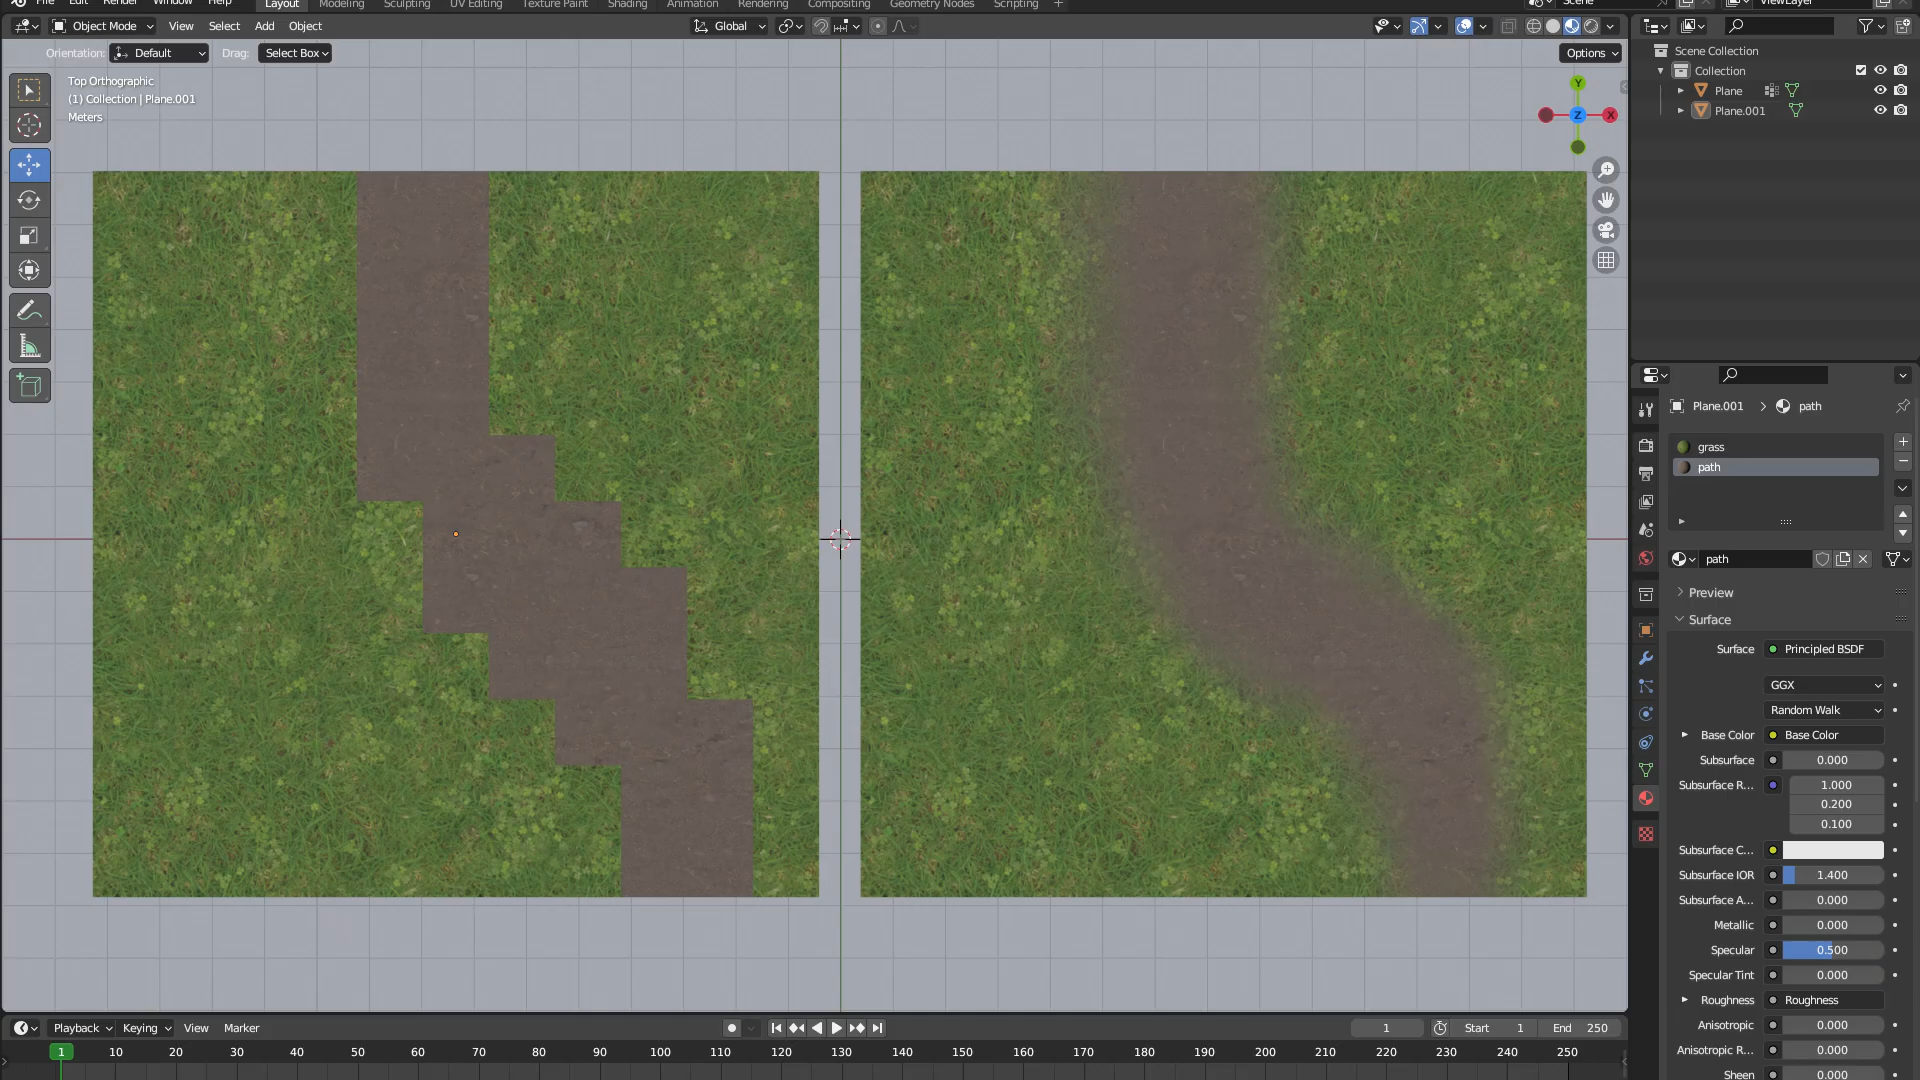 File Edit Render Window Help Layout Modeling Sculpting UV Editing Texture Paint Shading Animation Rendering Compositing Geometry Nodes Scripting + Scene ViewLayer
Object Mode View Select Add Object Global
Orientation: Default Drag: Select Box Options
Top Orthographic
(1) Collection | Plane.001
Meters
Y
Z
X
Scene Collection
Collection
Plane
Plane.001
Plane.001 > path
grass
path
path
Preview
Surface
Surface Principled BSDF
GGX
Random Walk
Base Color Base Color
Subsurface 0.000
Subsurface R... 1.000
0.200
0.100
Subsurface C...
Subsurface IOR 1.400
Subsurface A... 0.000
Metallic 0.000
Specular 0.500
Specular Tint 0.000
Roughness Roughness
Anisotropic 0.000
Anisotropic R... 0.000
Sheen 0.000
Playback Keying View Marker 1 Start 1 End 250
1 10 20 30 40 50 60 70 80 90 100 110 120 130 140 150 160 170 180 190 200 210 220 230 240 250